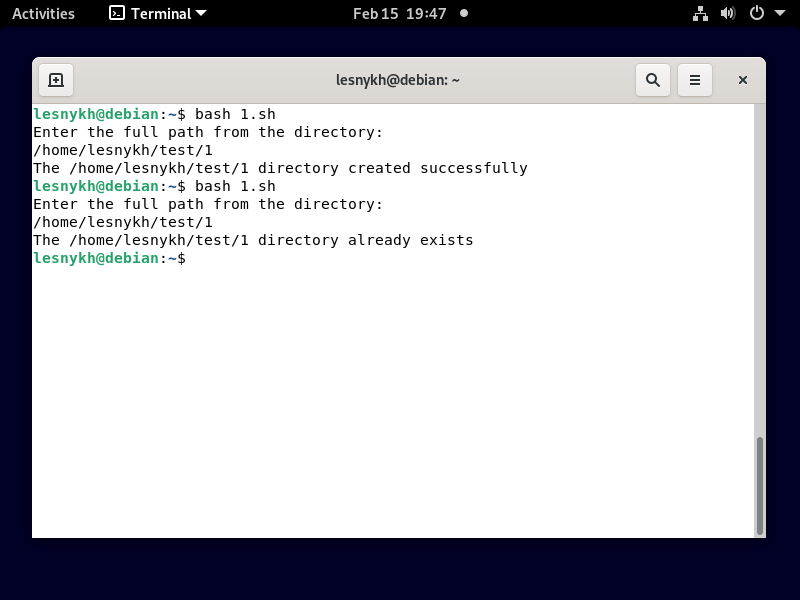 Activities Terminal Feb 15 19:47
lesnykh@debian: ~
lesnykh@debian:~$ bash 1.sh
Enter the full path from the directory:
/home/lesnykh/test/1
The /home/lesnykh/test/1 directory created successfully
lesnykh@debian:~$ bash 1.sh
Enter the full path from the directory:
/home/lesnykh/test/1
The /home/lesnykh/test/1 directory already exists
lesnykh@debian:~$